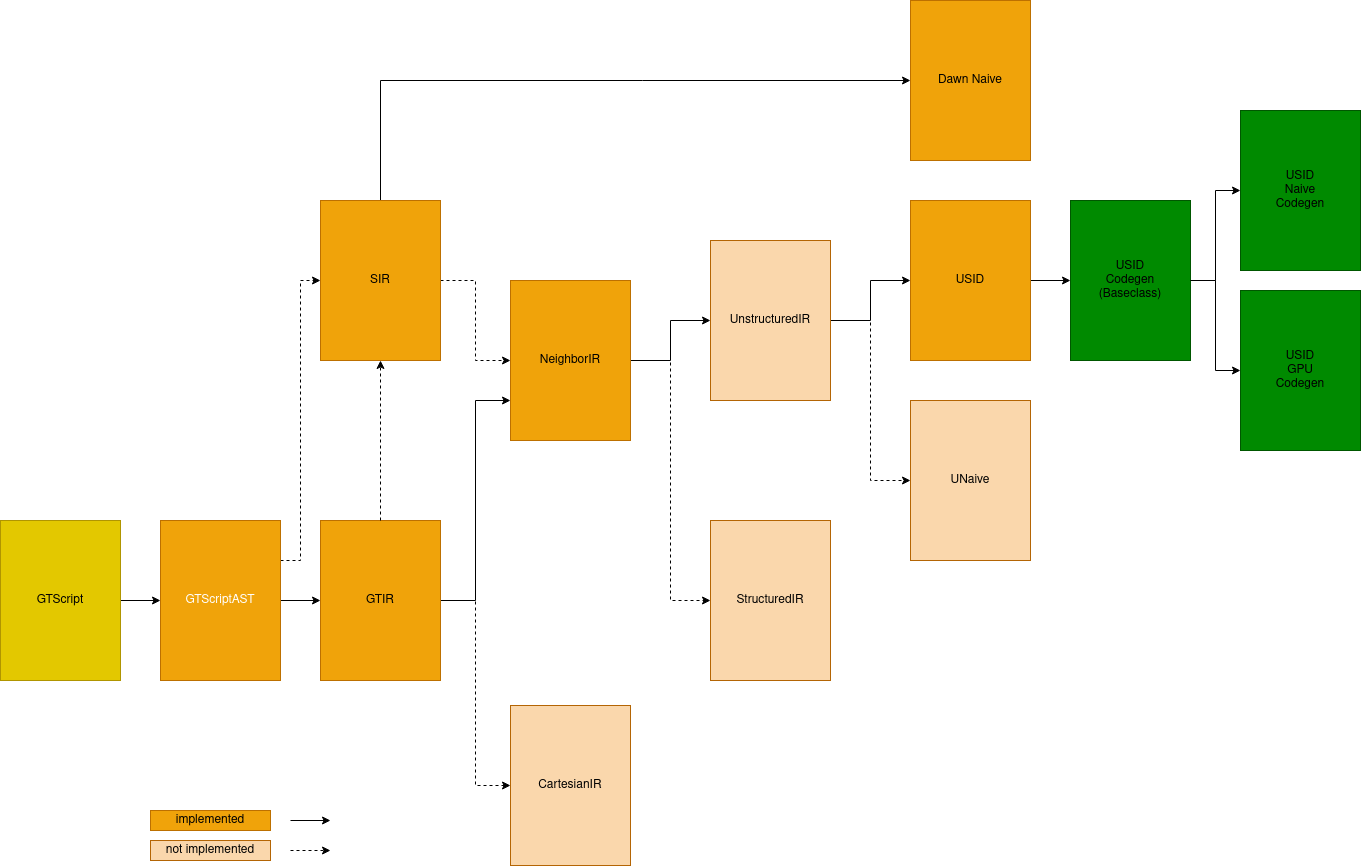 Dawn Naive
USID
Naive
Codegen
SIR
USID
USID
Codegen
(Baseclass)
UnstructuredIR
NeighborIR
USID
GPU
Codegen
UNaive
GTScript
GTScriptAST
GTIR
StructuredIR
CartesianIR
implemented
not implemented